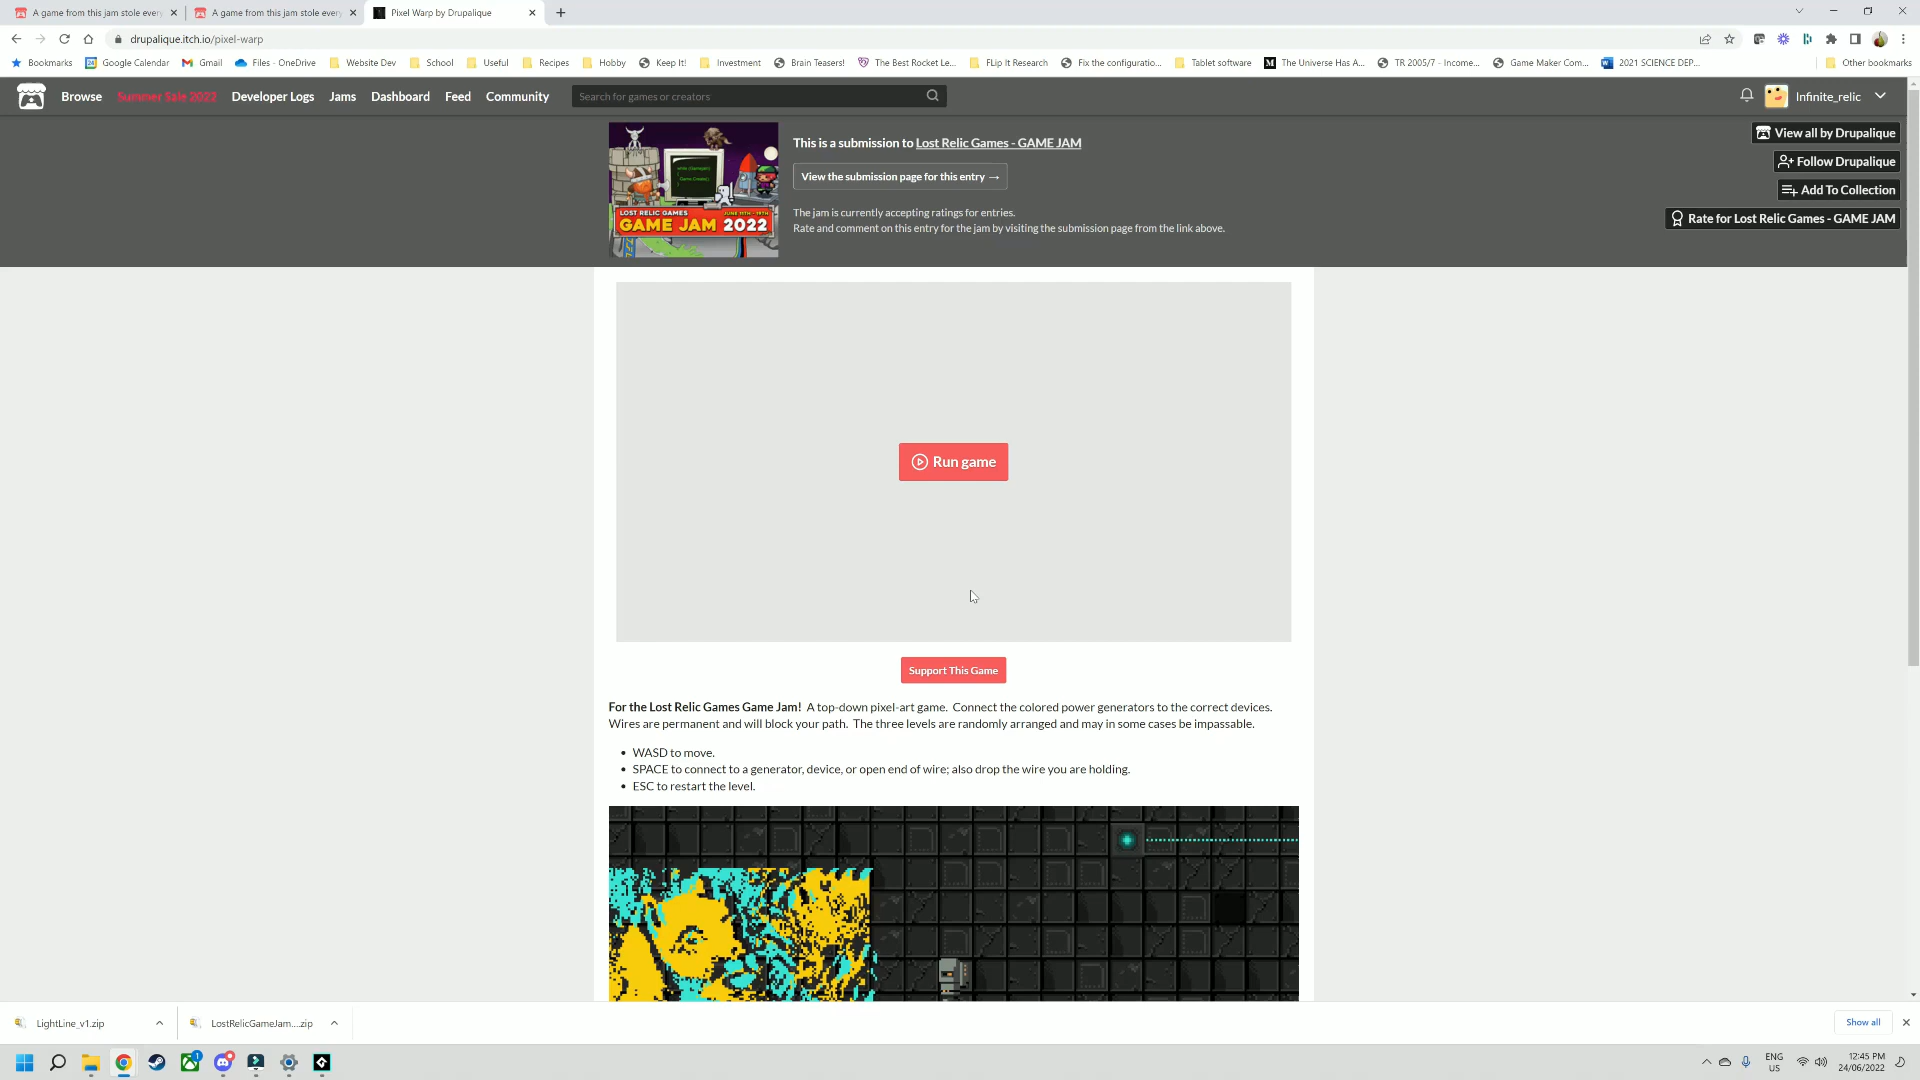 A game from this jam stole every
A game from this jam stole every
Pixel Warp by Drupalique
drupalique.itch.io/pixel-warp
Bookmarks
Google Calendar
Gmail
Files - OneDrive
Website Dev
School
Useful
Recipes
Hobby
Keep It!
Investment
Brain Teasers!
The Best Rocket Le...
FLip It Research
Fix the configuratio...
Tablet software
The Universe Has A...
TR 2005/7 - Income...
Game Maker Com...
2021 SCIENCE DEP...
Other bookmarks
Browse
Summer Sale 2022
Developer Logs
Jams
Dashboard
Feed
Community
Search for games or creators
Infinite_relic
LOST RELIC GAMES
JUNE 11TH - 19TH
GAME JAM 2022
This is a submission to Lost Relic Games - GAME JAM
View the submission page for this entry →
The jam is currently accepting ratings for entries.
Rate and comment on this entry for the jam by visiting the submission page from the link above.
View all by Drupalique
Follow Drupalique
Add To Collection
Rate for Lost Relic Games - GAME JAM
Run game
Support This Game
For the Lost Relic Games Game Jam! A top-down pixel-art game. Connect the colored power generators to the correct devices.
Wires are permanent and will block your path. The three levels are randomly arranged and may in some cases be impassable.
• WASD to move.
• SPACE to connect to a generator, device, or open end of wire; also drop the wire you are holding.
• ESC to restart the level.
LightLine_v1.zip
LostRelicGameJam....zip
Show all
1
ENG
US
12:45 PM
24/06/2022